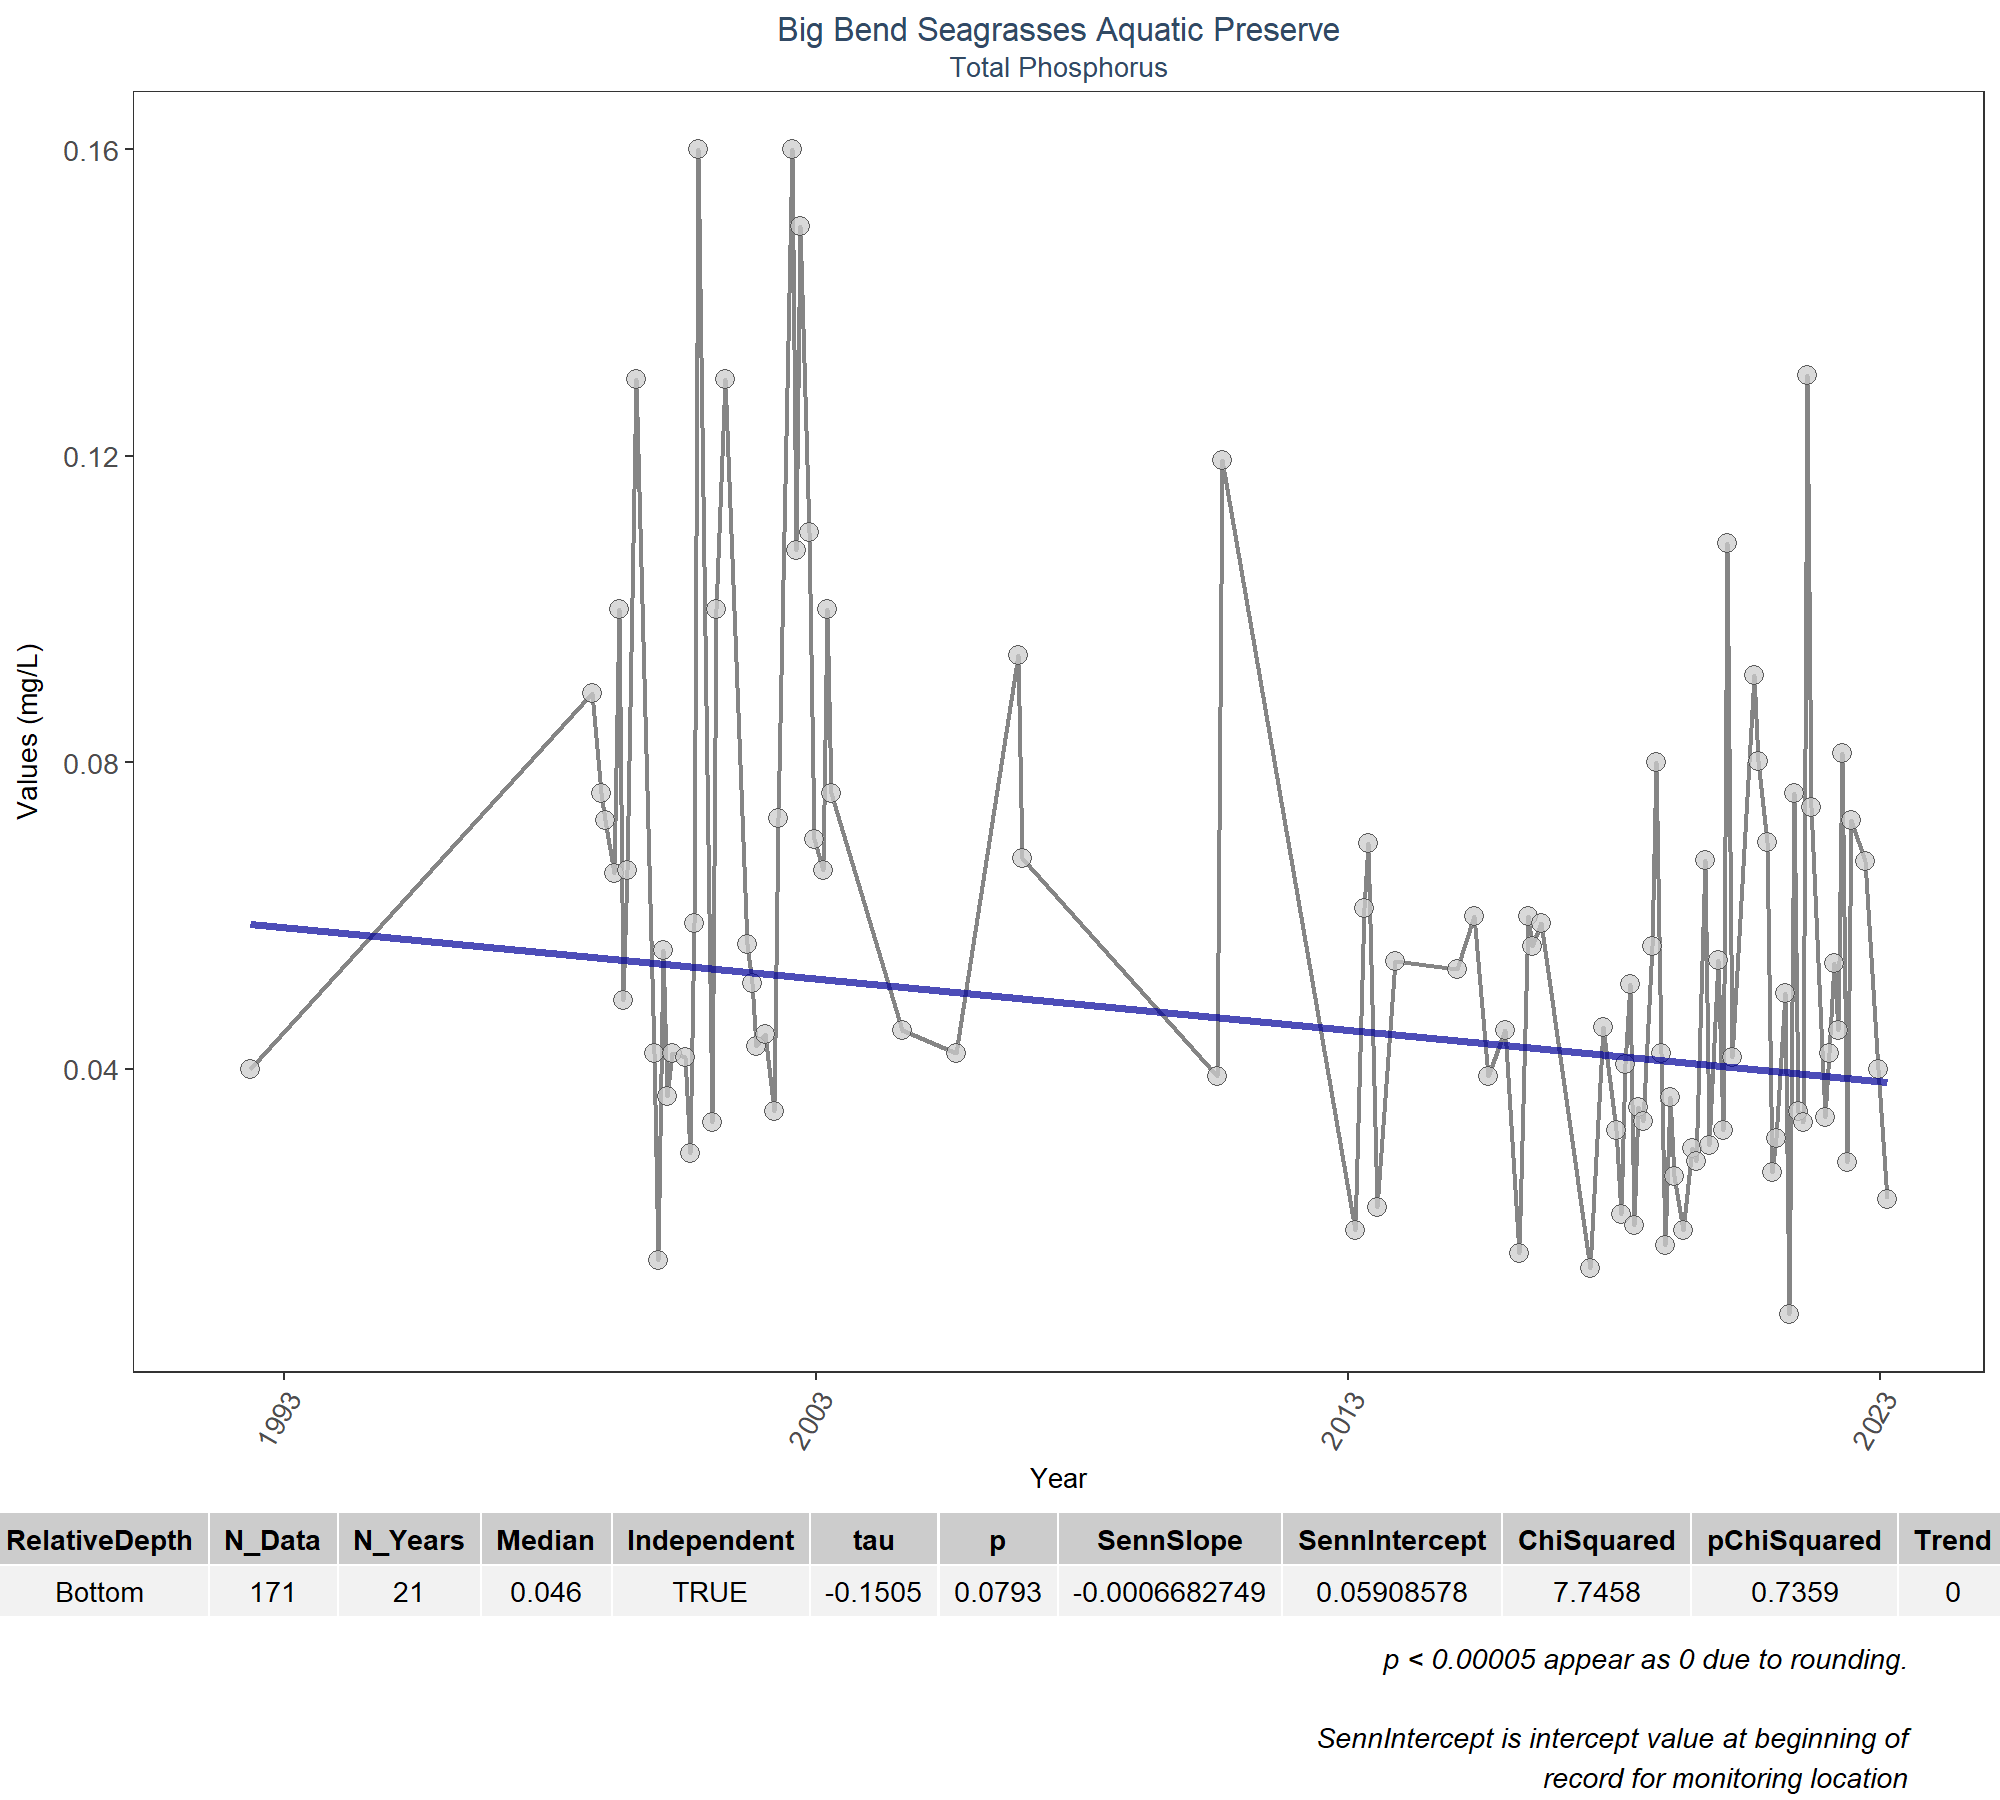 Big Bend Seagrasses Aquatic Preserve
Total Phosphorus
0.16
0.12
0.08
0.04
Values (mg/L)
1993
2003
2013
2023
Year
RelativeDepth N_Data N_Years Median Independent tau p SennSlope SennIntercept ChiSquared pChiSquared Trend
Bottom 171 21 0.046 TRUE -0.1505 0.0793 -0.0006682749 0.05908578 7.7458 0.7359 0
p < 0.00005 appear as 0 due to rounding.
SennIntercept is intercept value at beginning of
record for monitoring location